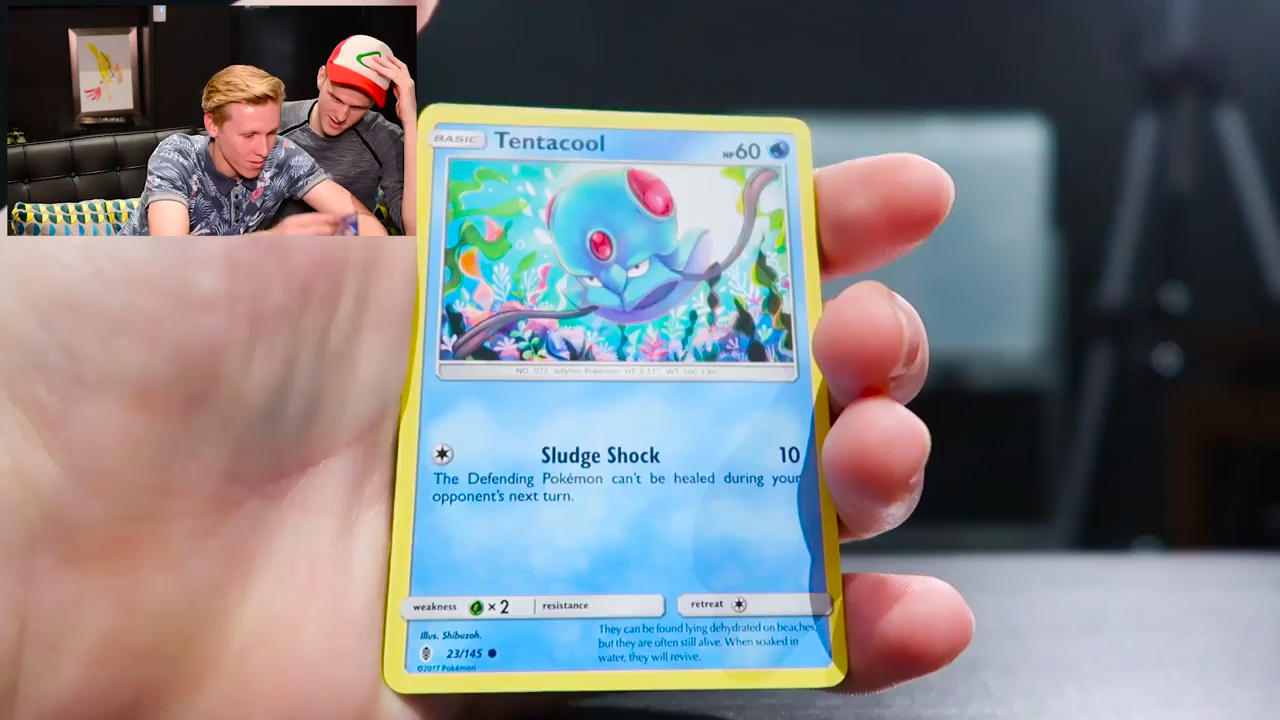 BASIC Tentacool HP 60
NO. 072 Jellyfish Pokémon HT: 2'11" WT: 100.3 lbs.
Sludge Shock 10
The Defending Pokémon can't be healed during your
opponent's next turn.
weakness ×2 resistance retreat
Illus. Shibuzoh.
23/145
©2017 Pokémon
They can be found lying dehydrated on beaches,
but they are often still alive. When soaked in
water, they will revive.